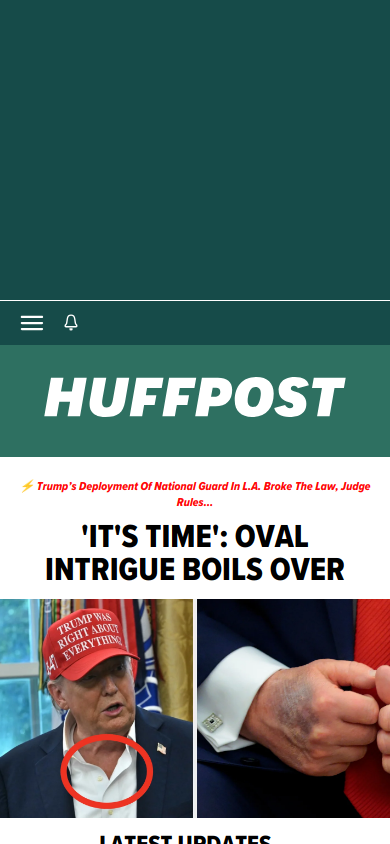 HUFFPOST
⚡Trump's Deployment Of National Guard In L.A. Broke The Law, Judge
Rules...
'IT'S TIME': OVAL
INTRIGUE BOILS OVER
TRUMP WAS
RIGHT ABOUT
EVERYTHING!
LATEST UPDATES